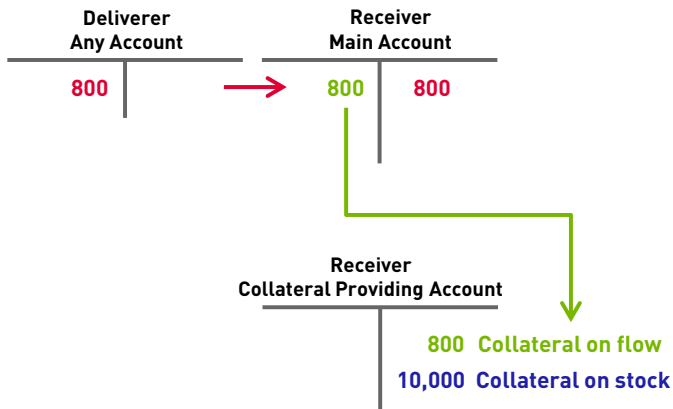 Deliverer
Any Account
Receiver
Main Account
800
800
800
Receiver
Collateral Providing Account
800 Collateral on flow
10,000 Collateral on stock